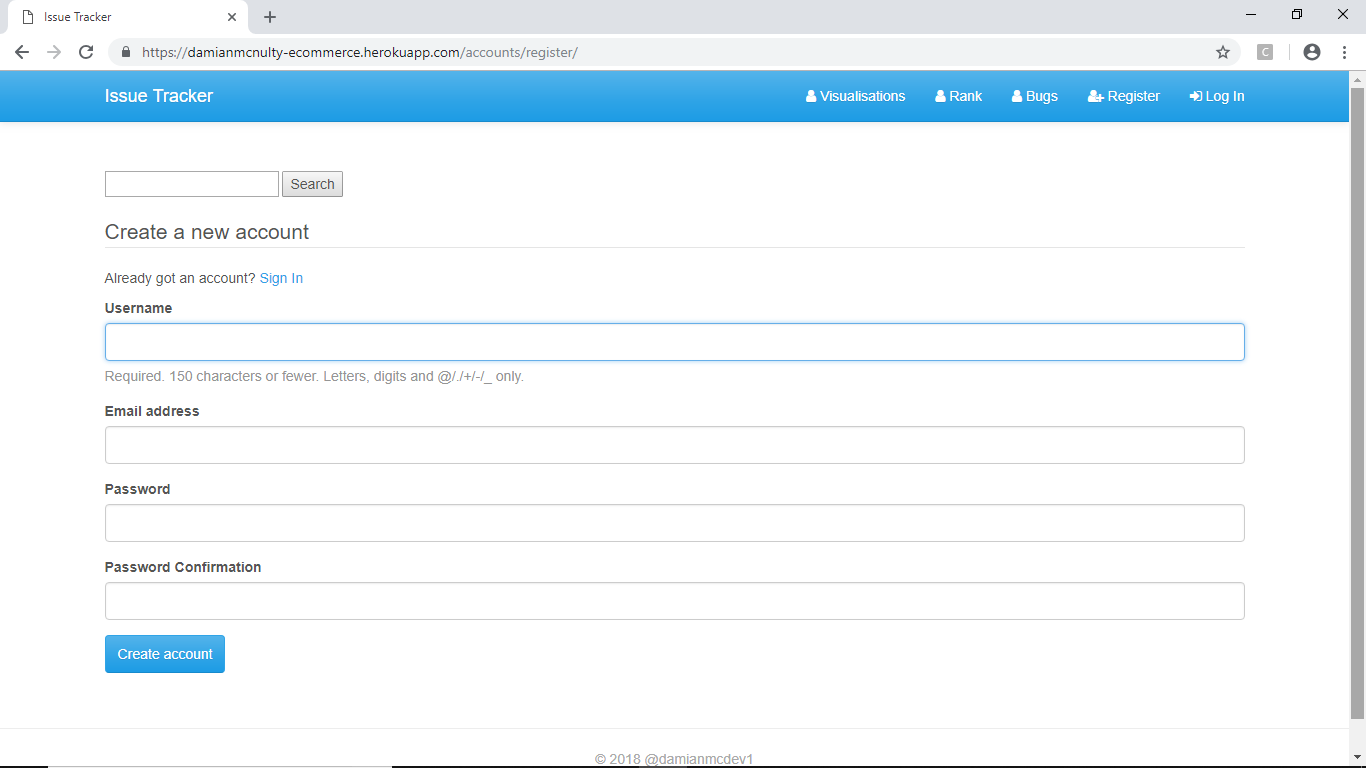 Issue Tracker
https://damianmcnulty-ecommerce.herokuapp.com/accounts/register/
C
Issue Tracker
Visualisations Rank Bugs Register Log In
Search
Create a new account
Already got an account? Sign In
Username
Required. 150 characters or fewer. Letters, digits and @/./+/-/_ only.
Email address
Password
Password Confirmation
Create account
© 2018 @damianmcdev1